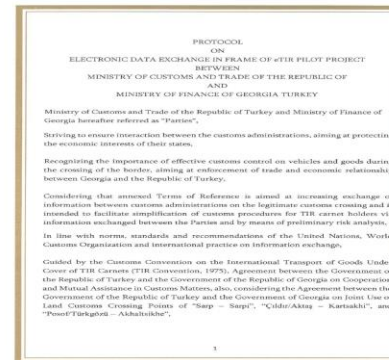 PROTOCOL
ON
ELECTRONIC DATA EXCHANGE IN FRAME OF eTIR PILOT PROJECT
BETWEEN
MINISTRY OF CUSTOMS AND TRADE OF THE REPUBLIC OF
AND
MINISTRY OF FINANCE OF GEORGIA TURKEY
Ministry of Customs and Trade of the Republic of Turkey and Ministry of Finance of
Georgia hereafter referred as "Parties",
Striving to ensure interaction between the customs administrations, aiming at protectin
the economic interests of their states,
Recognizing the importance of effective customs control on vehicles and goods durin
the crossing of the border, aiming at enforcement of trade and economic relationshi
between Georgia and the Republic of Turkey,
Considering that annexed Terms of Reference is aimed at increasing exchange o
information between customs administrations on the legitimate customs crossing and i
intended to facilitate simplification of customs procedures for TIR carnet holders vi
information exchanged between the Parties and by means of preliminary risk analysis,
In line with norms, standards and recommendations of the United Nations, Worl
Customs Organization and international practice on information exchange,
Guided by the Customs Convention on the International Transport of Goods Unde
Cover of TIR Carnets (TIR Convention, 1975), Agreement between the Government o
the Republic of Turkey and the Government of the Republic of Georgia on Cooperation
and Mutual Assistance in Customs Matters, also, considering the Agreement between th
Government of the Republic of Turkey and the Government of Georgia on Joint Use o
Land Customs Crossing Points of "Sarp – Sarpi", "Çıldır/Aktaş – Kartsakhi", and
"Posof/Türkgözü – Akhaltsikhe",
1